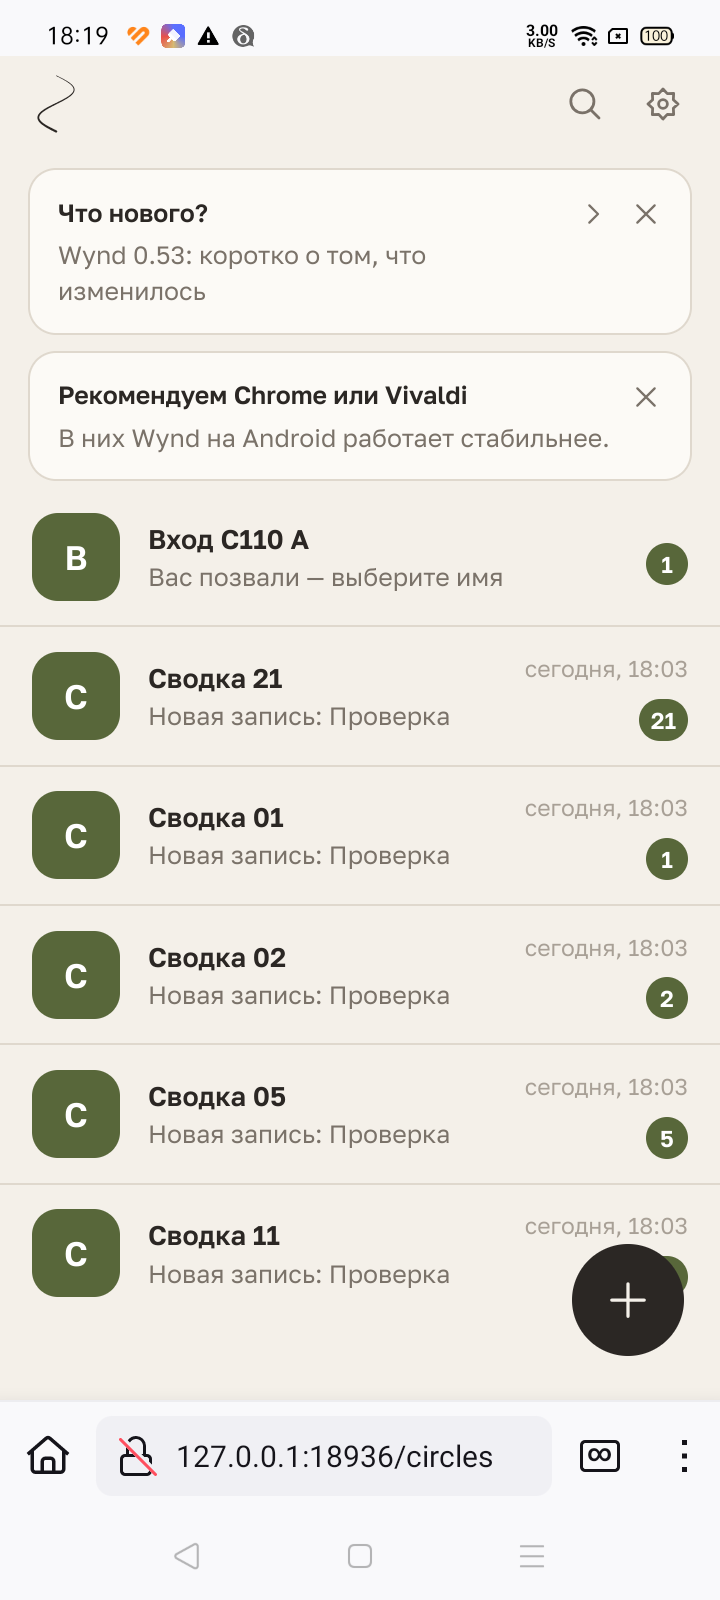 18:19
3.00
KB/S
100
Что нового?
Wynd 0.53: коротко о том, что
изменилось
Рекомендуем Chrome или Vivaldi
В них Wynd на Android работает стабильнее.
В
Вход C110 A
Вас позвали — выберите имя
1
С
Сводка 21
сегодня, 18:03
Новая запись: Проверка
21
С
Сводка 01
сегодня, 18:03
Новая запись: Проверка
1
С
Сводка 02
сегодня, 18:03
Новая запись: Проверка
2
С
Сводка 05
сегодня, 18:03
Новая запись: Проверка
5
С
Сводка 11
сегодня, 18:03
Новая запись: Проверка
127.0.0.1:18936/circles